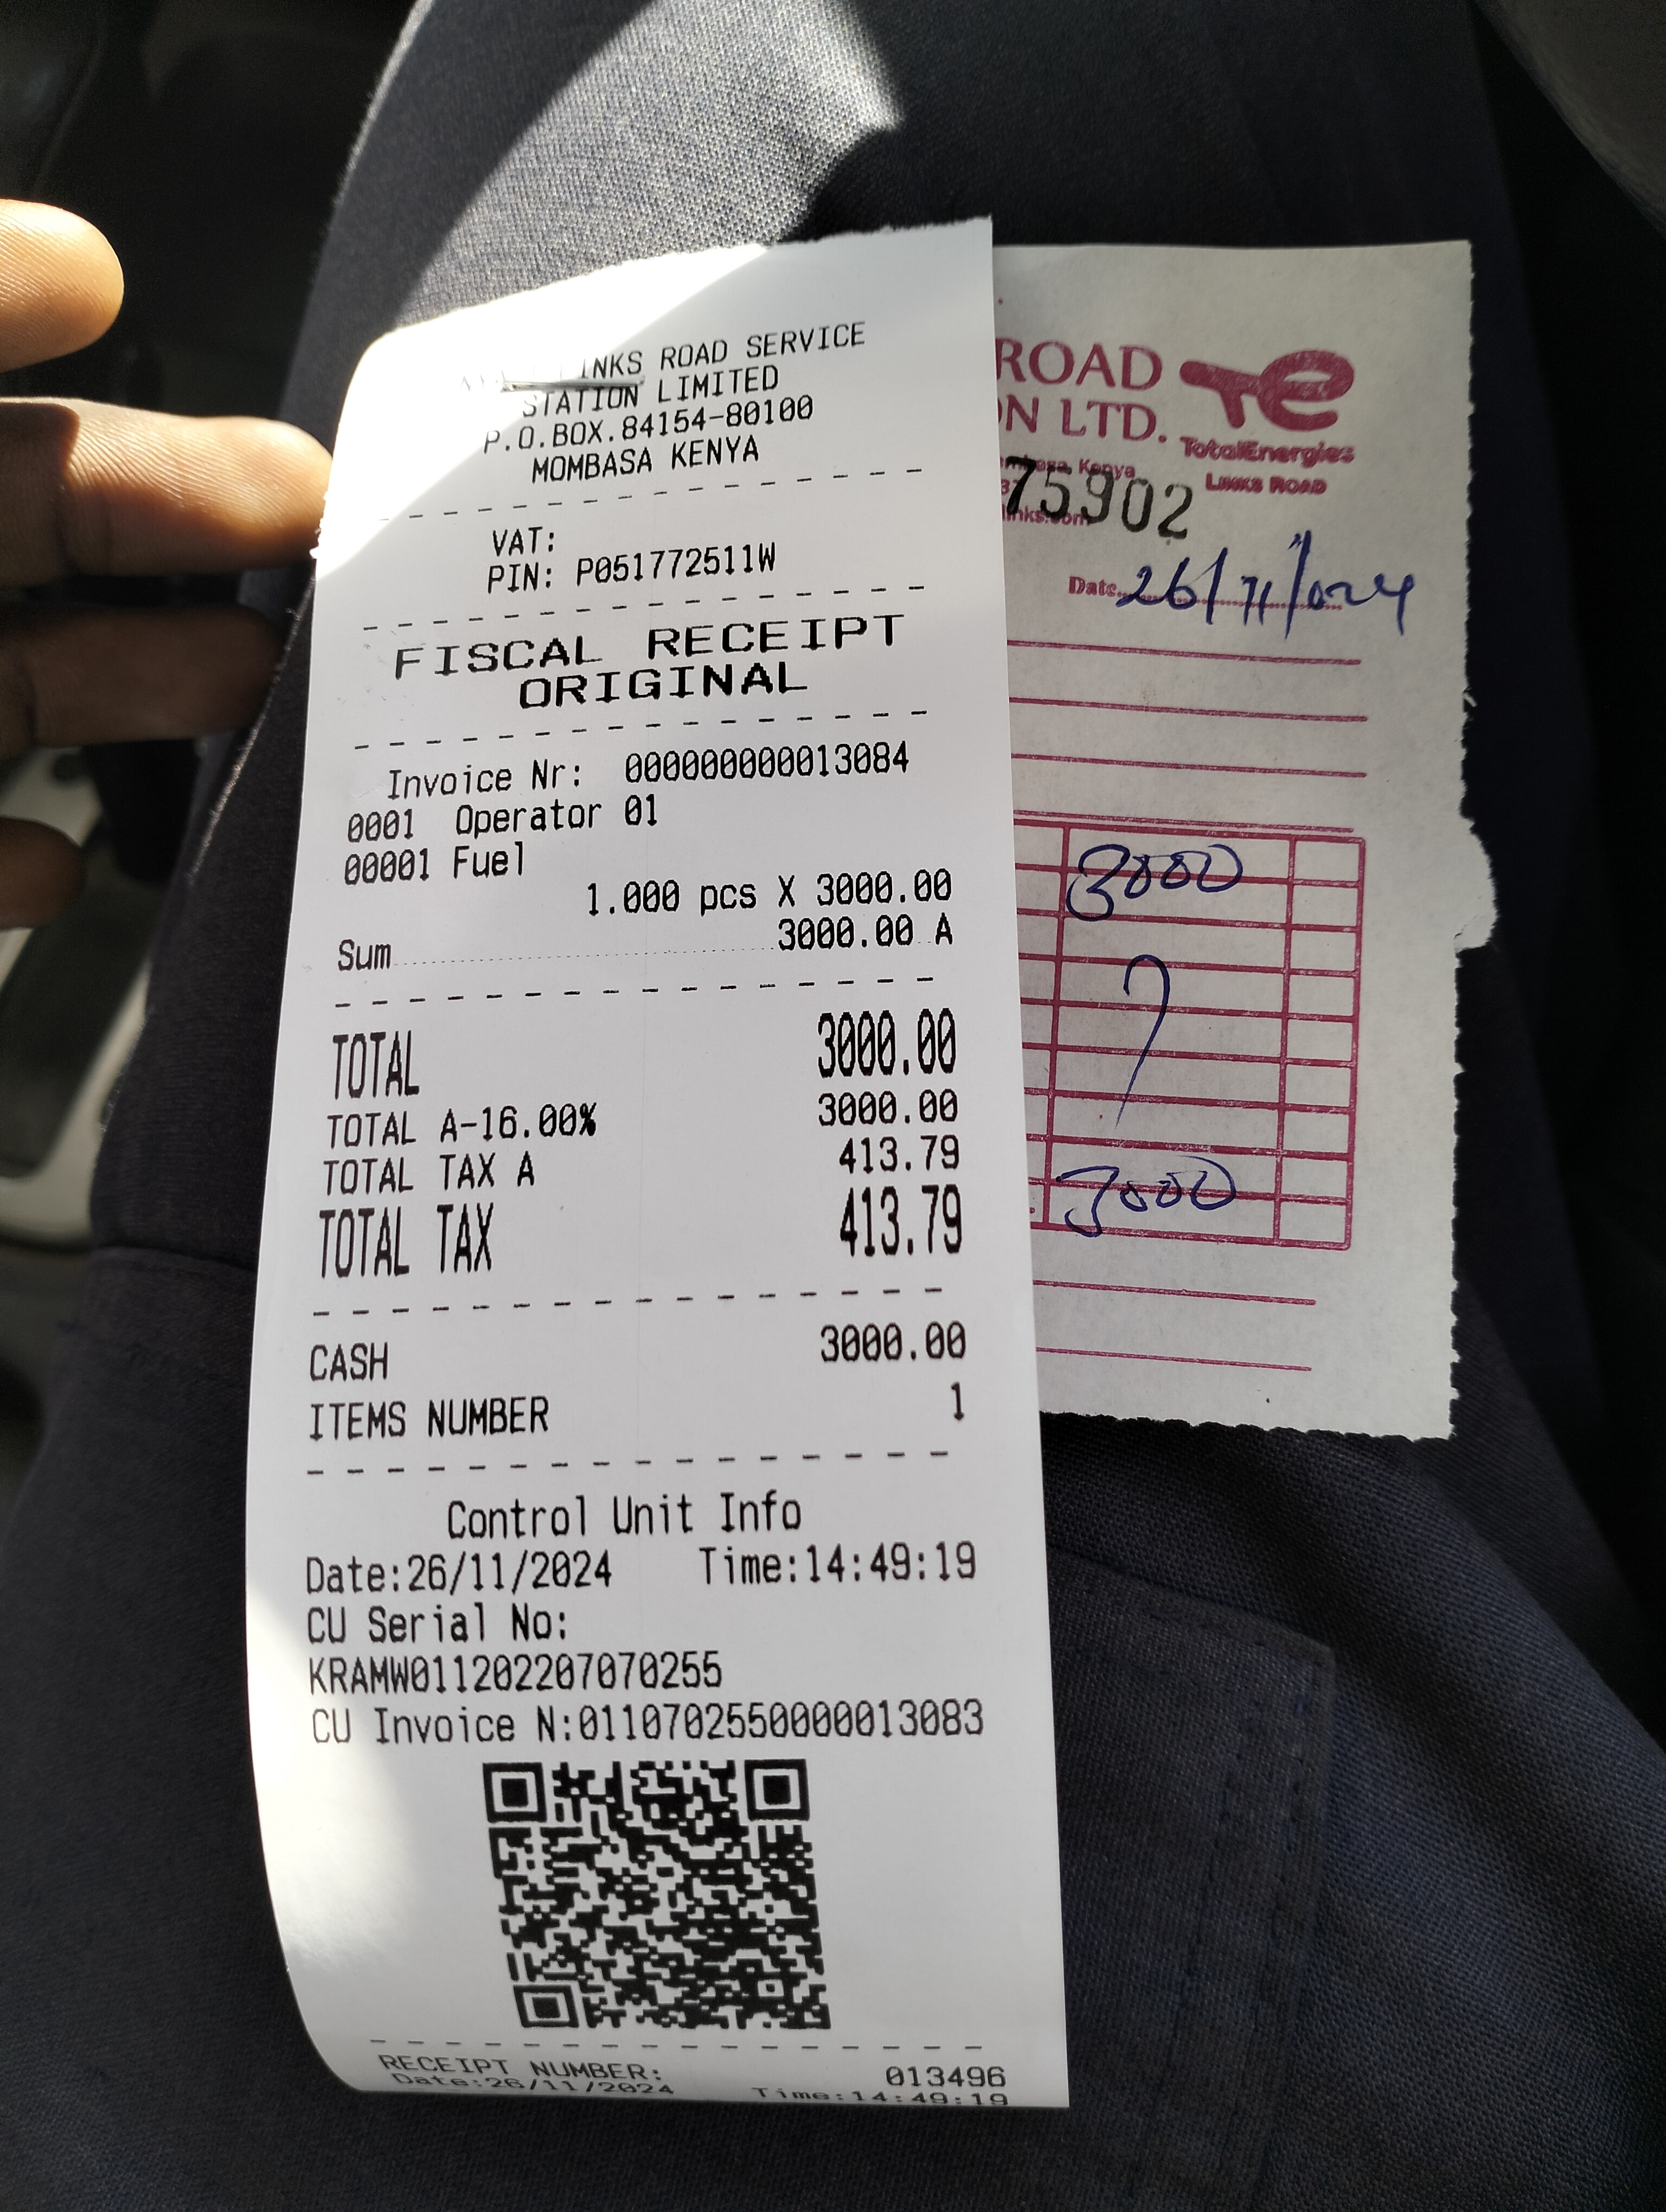 LINKS ROAD SERVICE
STATION LIMITED
P.O.BOX.84154-80100
MOMBASA KENYA
VAT:
PIN: P051772511W
FISCAL RECEIPT
ORIGINAL
Invoice Nr: 000000000013084
0001 Operator 01
00001 Fuel
1.000 pcs X 3000.00
Sum 3000.00 A
TOTAL 3000.00
TOTAL A-16.00% 3000.00
TOTAL TAX A 413.79
TOTAL TAX 413.79
CASH 3000.00
ITEMS NUMBER 1
Control Unit Info
Date:26/11/2024 Time:14:49:19
CU Serial No:
KRAMW011202207070255
CU Invoice N:0110702550000013083
RECEIPT NUMBER: 013496
Date:26/11/2024 Time:14:49:19
ROAD
ON LTD.
TotalEnergies
LINKS ROAD
Kenya
75902
Date 26/11/024
3000
3000